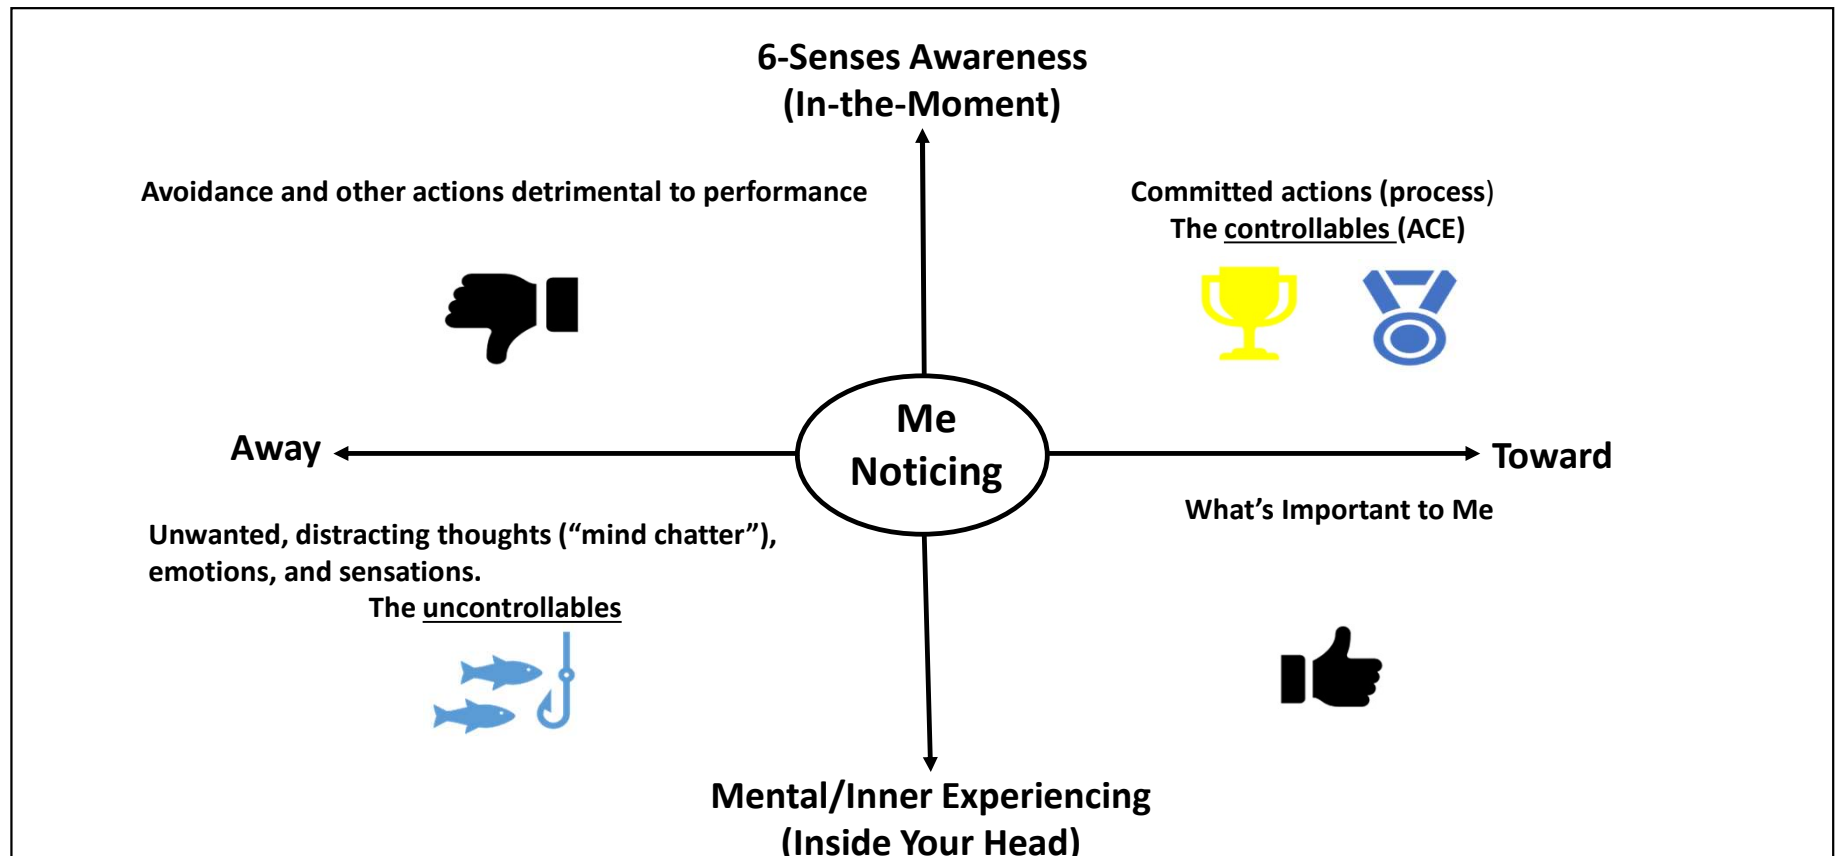 6-Senses Awareness
(In-the-Moment)
Avoidance and other actions detrimental to performance
Committed actions (process)
The controllables (ACE)
Me
Noticing
Away
Toward
What’s Important to Me
Unwanted, distracting thoughts (“mind chatter”),
emotions, and sensations.
The uncontrollables
Mental/Inner Experiencing
(Inside Your Head)